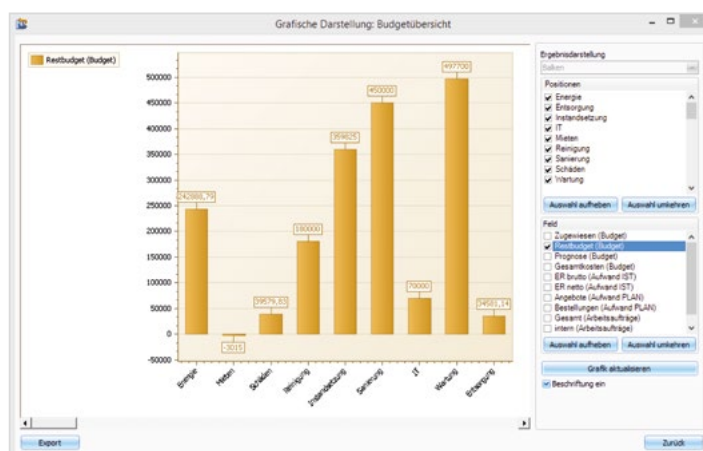 Grafische Darstellung: Budgetübersicht
Restbudget (Budget)
500000
450000
400000
350000
300000
250000
200000
150000
100000
50000
0
-50000
242888,79
-3015
39579,83
180000
359625
450000
70000
497700
34581,14
Energie
Mieten
Schäden
Reinigung
Instandsetzung
Sanierung
IT
Wartung
Entsorgung
Export
Ergebnisdarstellung
Balken
Positionen
Energie
Entsorgung
Instandsetzung
IT
Mieten
Reinigung
Sanierung
Schäden
Wartung
Auswahl aufheben Auswahl umkehren
Feld
Zugewiesen (Budget)
Restbudget (Budget)
Prognose (Budget)
Gesamtkosten (Budget)
ER brutto (Aufwand IST)
ER netto (Aufwand IST)
Angebote (Aufwand PLAN)
Bestellungen (Aufwand PLAN)
Gesamt (Arbeitsaufträge)
intern (Arbeitsaufträge)
Auswahl aufheben Auswahl umkehren
Grafik aktualisieren
Beschriftung ein
Zurück